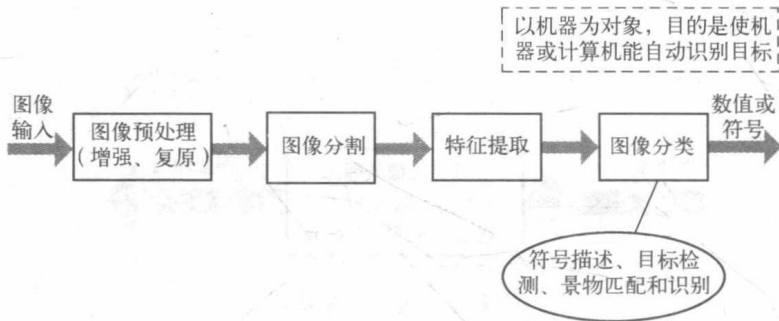 以机器为对象，目的是使机
器或计算机能自动识别目标
图像
输入
图像预处理
（增强、复原）
图像分割
特征提取
图像分类
数值或
符号
符号描述、目标检
测、景物匹配和识别